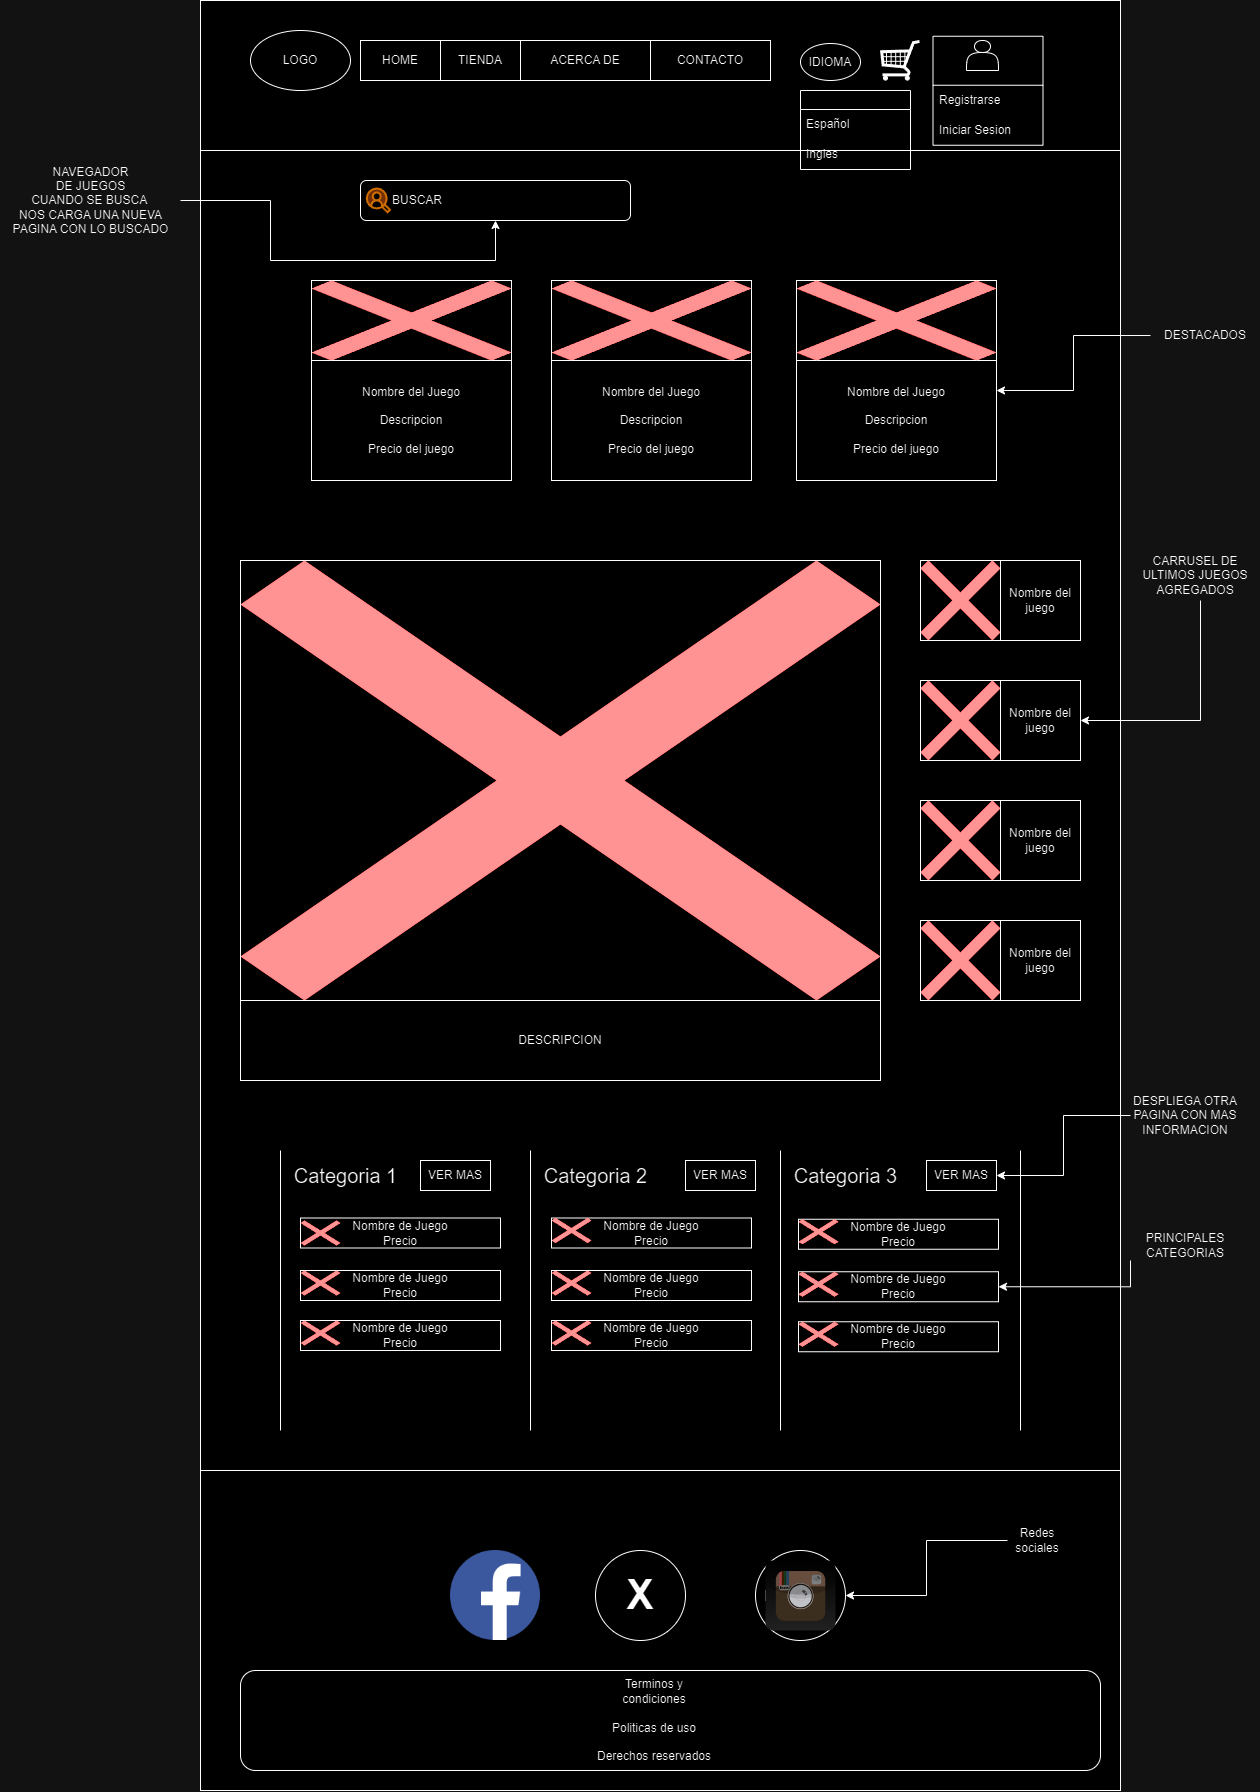 LOGO
HOME
TIENDA
ACERCA DE
CONTACTO
IDIOMA
Español
Ingles
Registrarse
Iniciar Sesion
NAVEGADOR
DE JUEGOS
CUANDO SE BUSCA
NOS CARGA UNA NUEVA
PAGINA CON LO BUSCADO
BUSCAR
Nombre del Juego
Descripcion
Precio del juego
Nombre del Juego
Descripcion
Precio del juego
Nombre del Juego
Descripcion
Precio del juego
DESTACADOS
CARRUSEL DE
ULTIMOS JUEGOS
AGREGADOS
Nombre del
juego
Nombre del
juego
Nombre del
juego
Nombre del
juego
DESCRIPCION
DESPLIEGA OTRA
PAGINA CON MAS
INFORMACION
Categoria 1
VER MAS
Nombre de Juego
Precio
Nombre de Juego
Precio
Nombre de Juego
Precio
Categoria 2
VER MAS
Nombre de Juego
Precio
Nombre de Juego
Precio
Nombre de Juego
Precio
Categoria 3
VER MAS
Nombre de Juego
Precio
Nombre de Juego
Precio
Nombre de Juego
Precio
PRINCIPALES
CATEGORIAS
Redes
sociales
f
X
Terminos y
condiciones
Politicas de uso
Derechos reservados